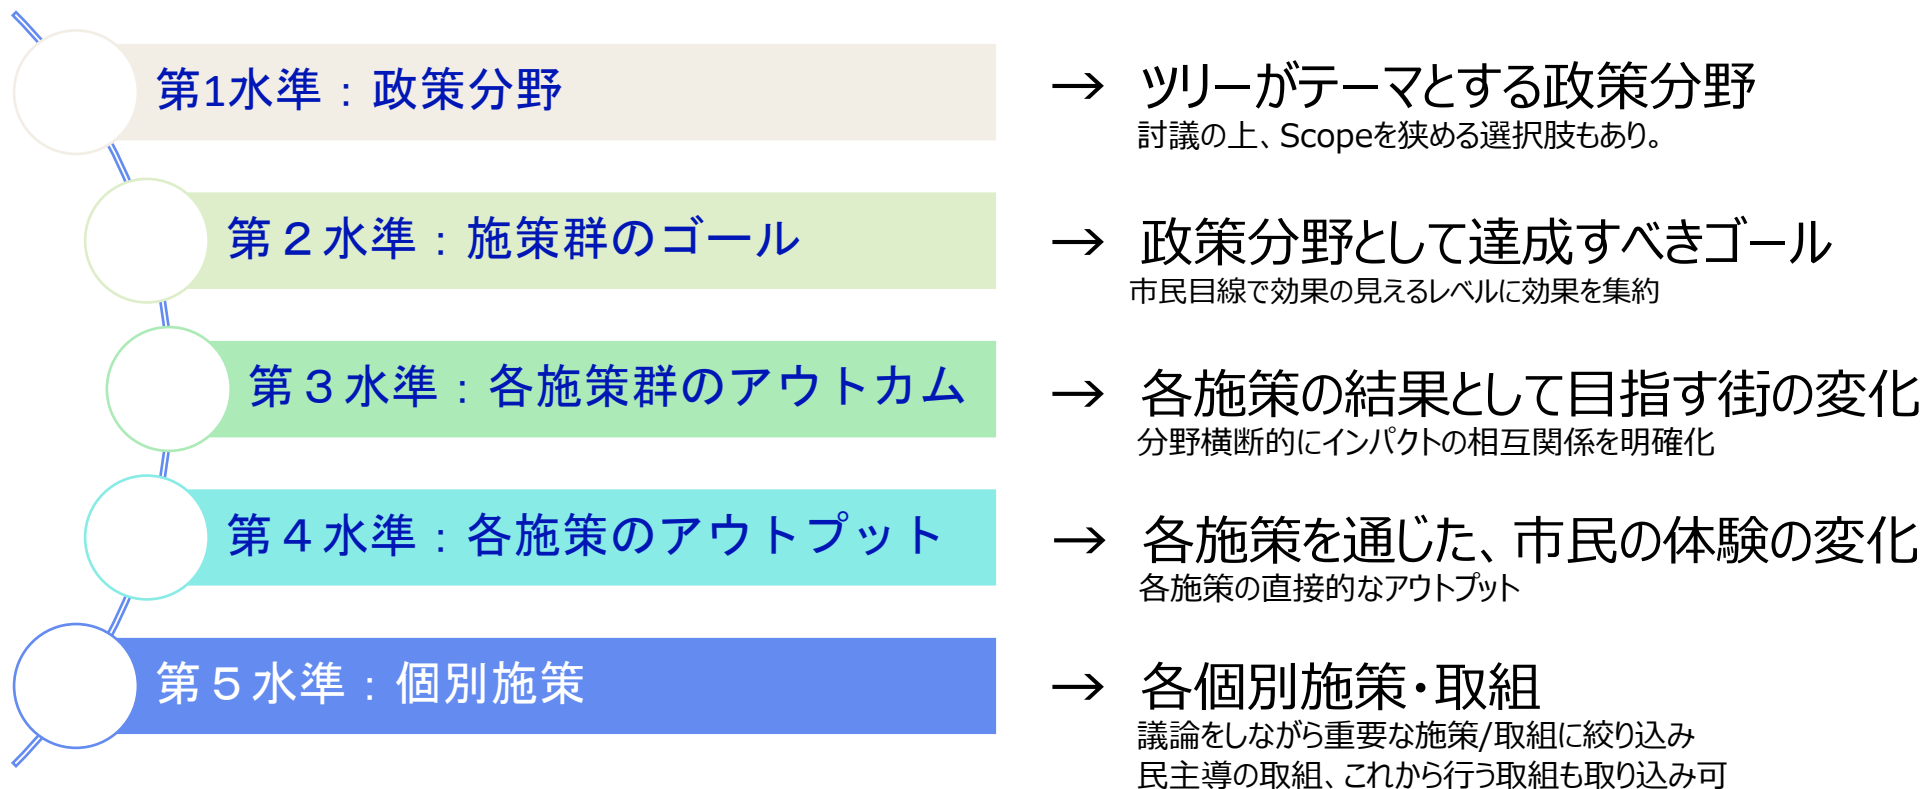 第1水準：政策分野
→ ツリーがテーマとする政策分野
討議の上、Scopeを狭める選択肢もあり。
第２水準：施策群のゴール
→ 政策分野として達成すべきゴール
市民目線で効果の見えるレベルに効果を集約
第３水準：各施策群のアウトカム
→ 各施策の結果として目指す街の変化
分野横断的にインパクトの相互関係を明確化
第４水準：各施策のアウトプット
→ 各施策を通じた、市民の体験の変化
各施策の直接的なアウトプット
第５水準：個別施策
→ 各個別施策・取組
議論をしながら重要な施策/取組に絞り込み
民主導の取組、これから行う取組も取り込み可